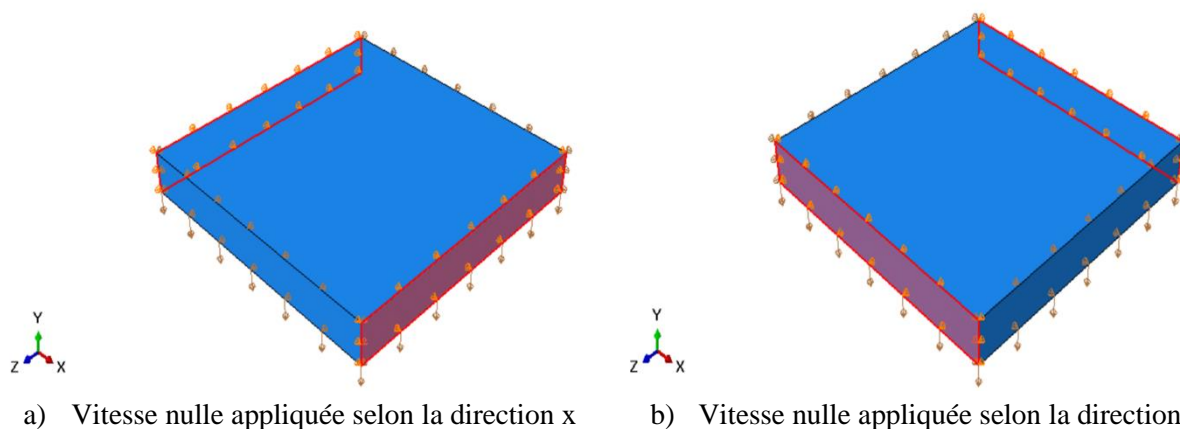 Y
Z X
Y
Z X
a) Vitesse nulle appliquée selon la direction x
b) Vitesse nulle appliquée selon la direction